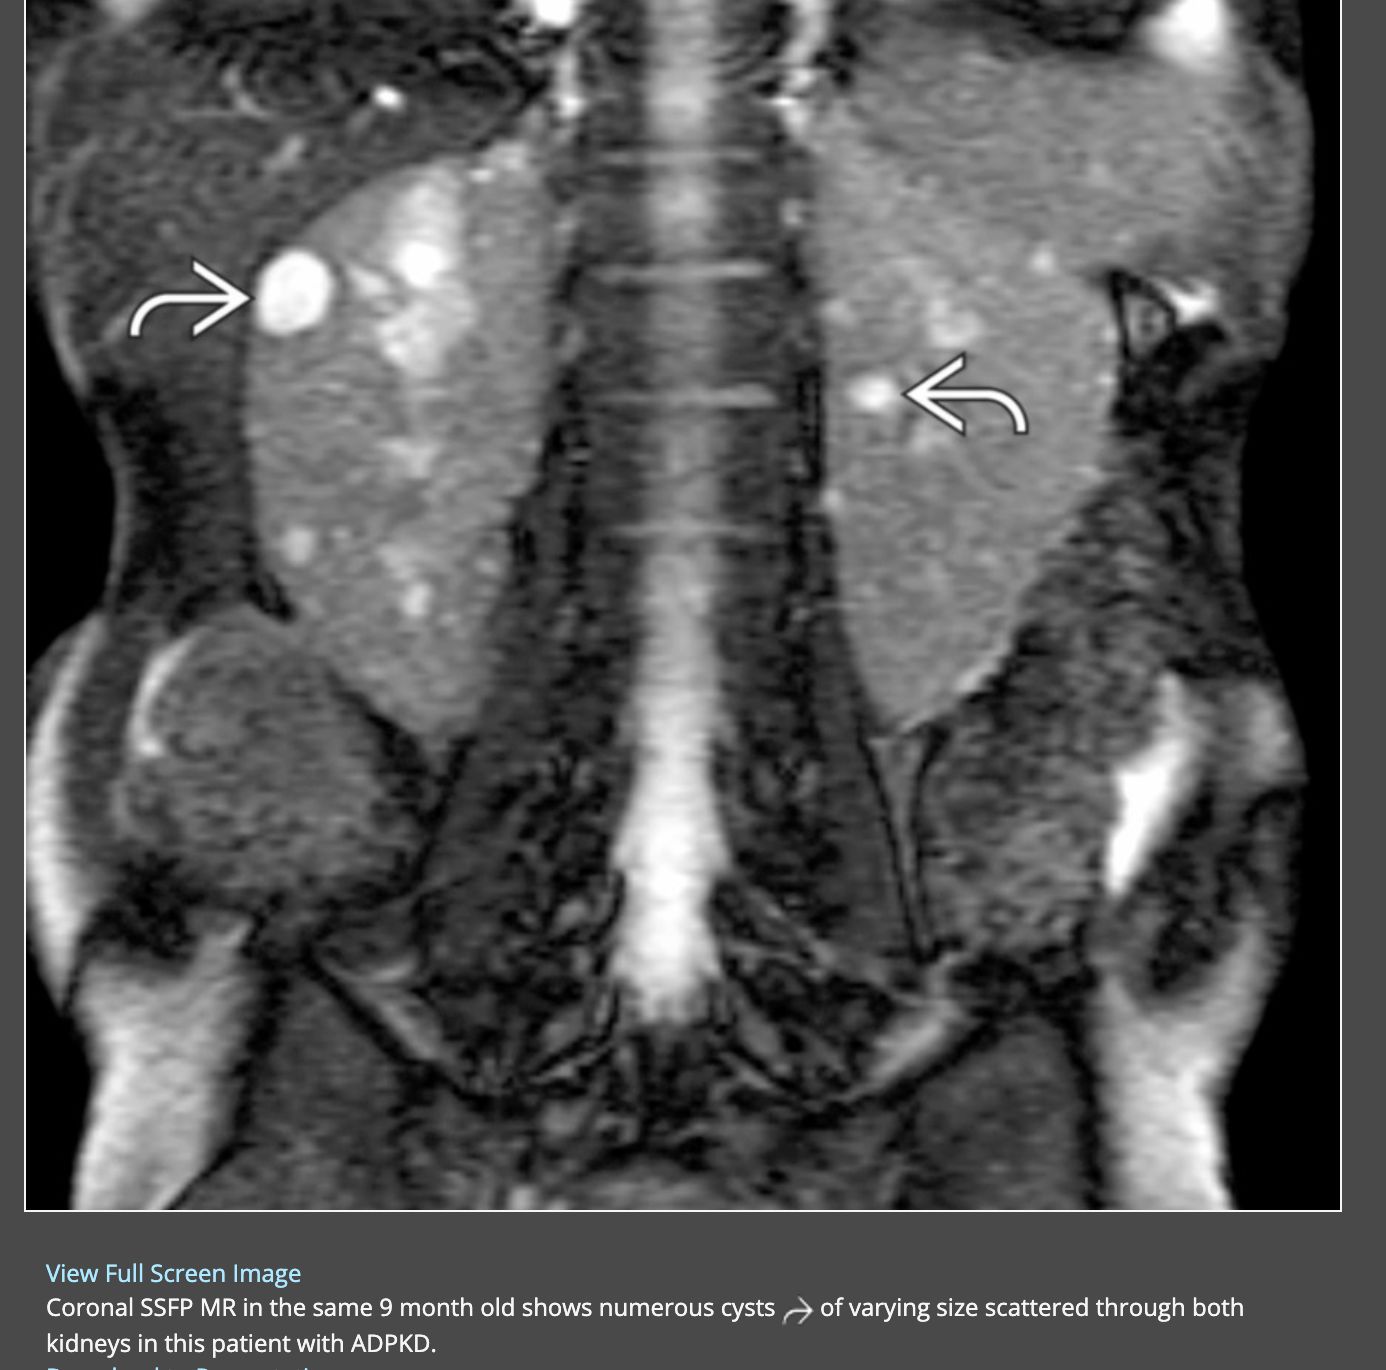 View Full Screen Image
Coronal SSFP MR in the same 9 month old shows numerous cysts of varying size scattered through both
kidneys in this patient with ADPKD.